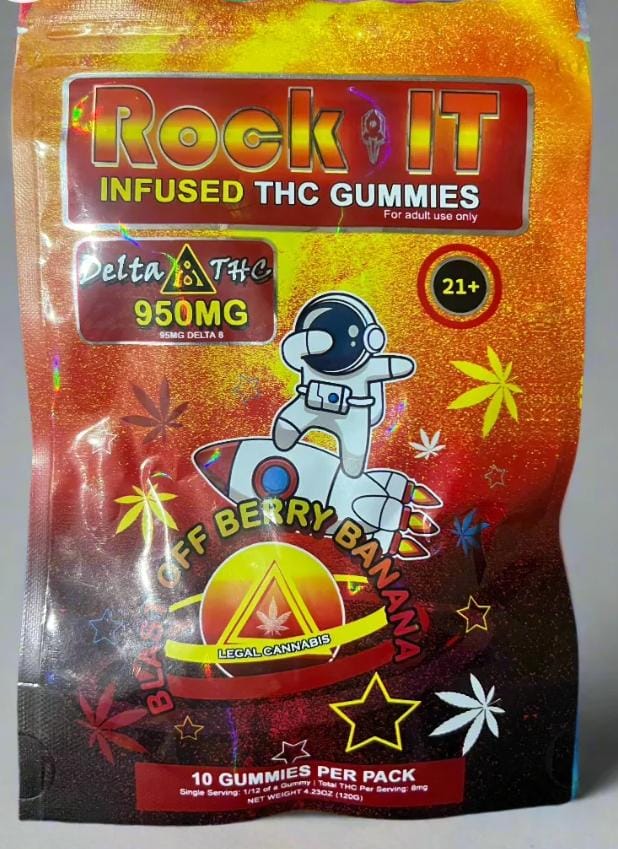 Rock IT
INFUSED THC GUMMIES
For adult use only
Delta 8 THC
950MG
95MG DELTA 8
21+
BLAST OFF BERRY BANANA
LEGAL CANNABIS
10 GUMMIES PER PACK
Single Serving: 1/12 of a Gummy | Total THC Per Serving: 8mg
NET WEIGHT 4.23OZ (120G)